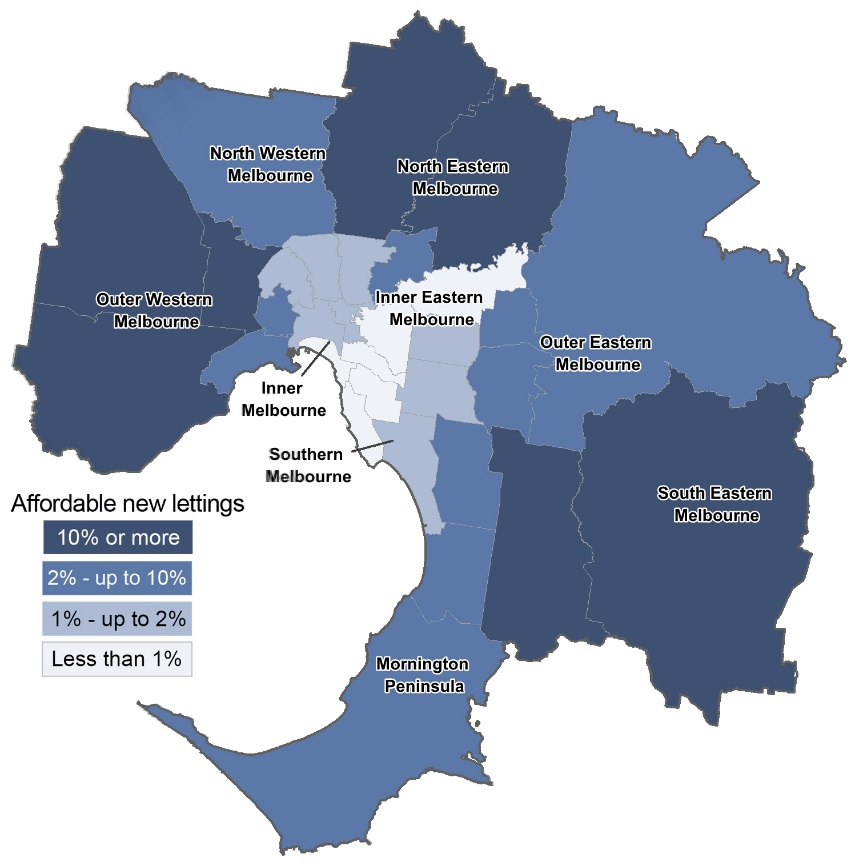 North Western
Melbourne
North Eastern
Melbourne
Outer Western
Melbourne
Inner Eastern
Melbourne
Outer Eastern
Melbourne
Inner
Melbourne
Southern
Melbourne
South Eastern
Melbourne
Affordable new lettings
10% or more
2% - up to 10%
1% - up to 2%
Less than 1%
Mornington
Peninsula